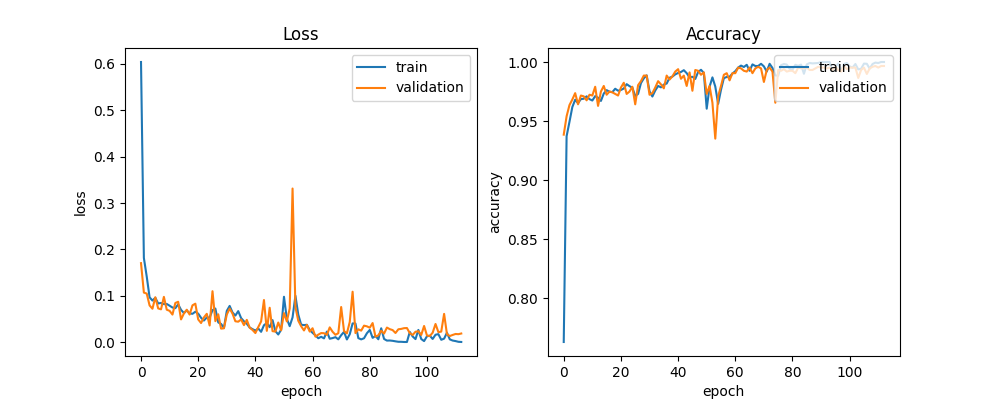 Loss
loss
0.6
0.5
0.4
0.3
0.2
0.1
0.0
train
validation
0 20 40 60 80 100
epoch
Accuracy
accuracy
1.00
0.95
0.90
0.85
0.80
train
validation
0 20 40 60 80 100
epoch